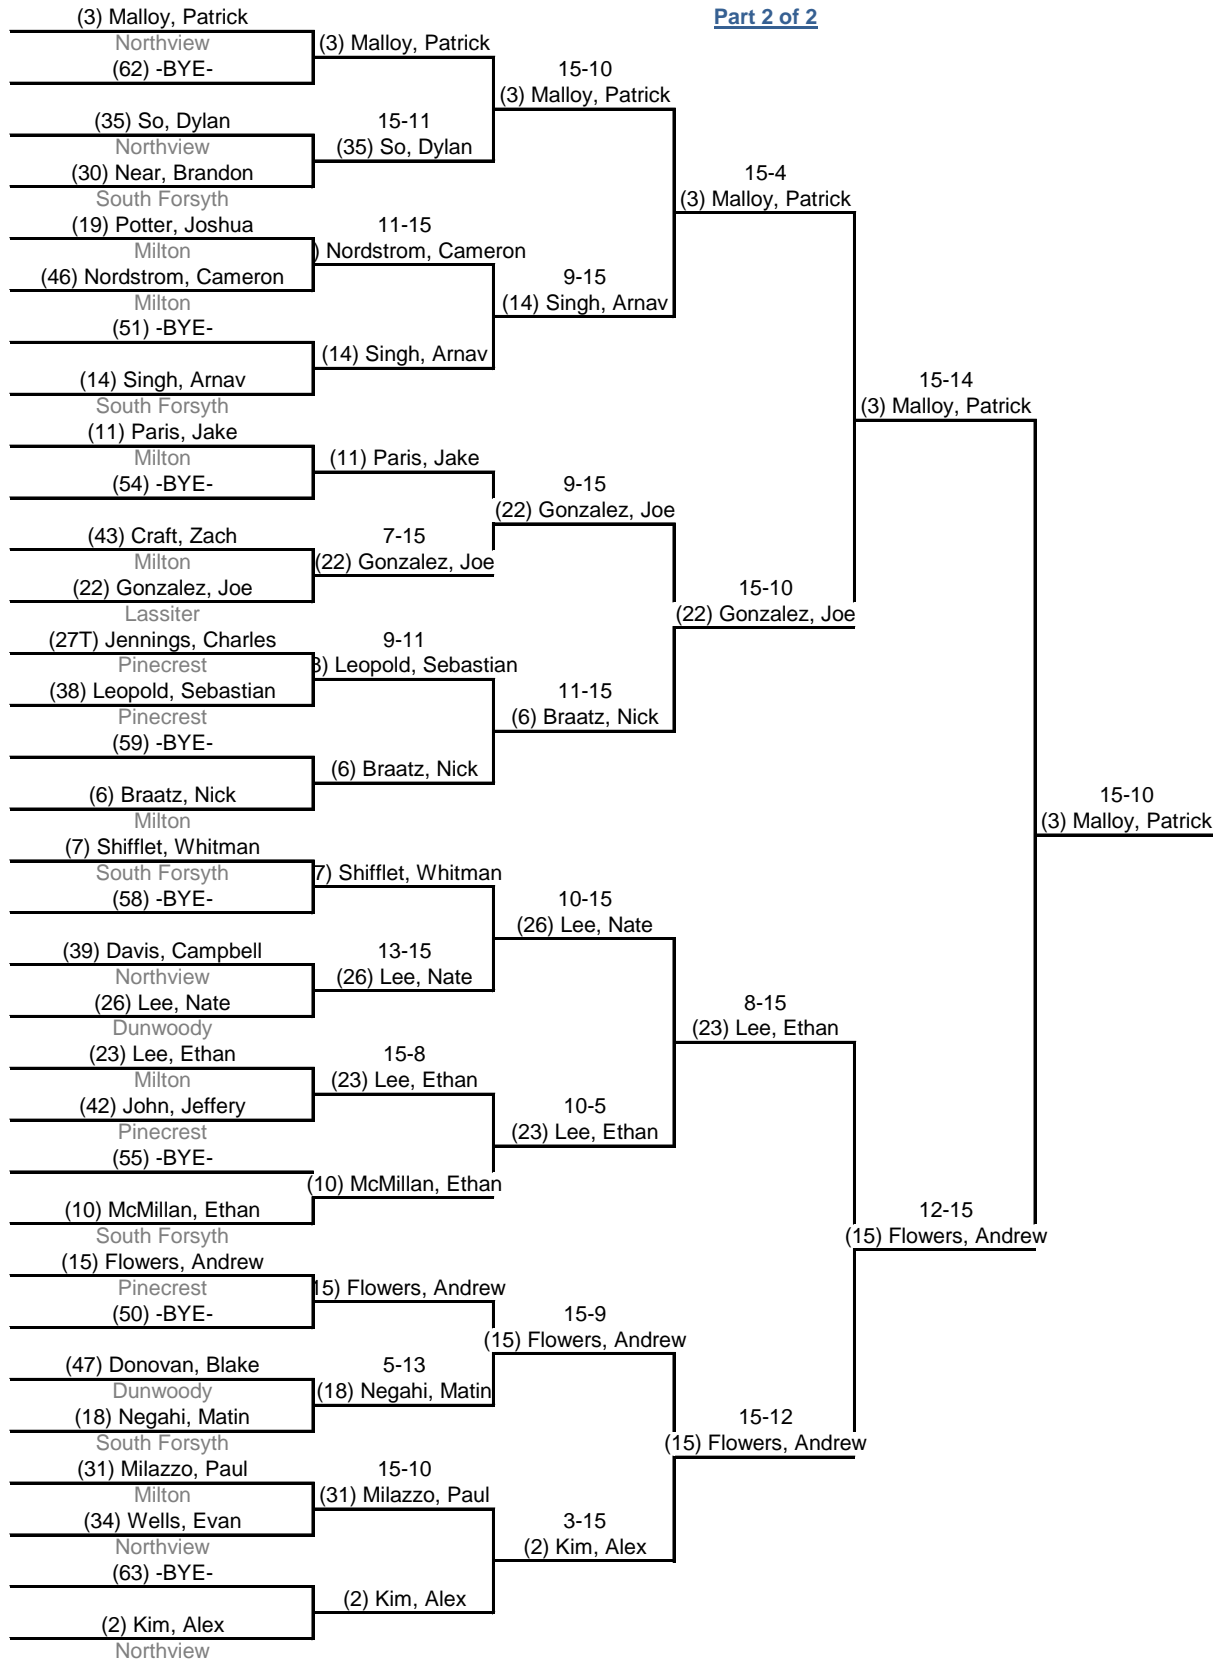 Part 2 of 2
(3) Malloy, Patrick
Northview
(62) -BYE-
(35) So, Dylan
Northview
(30) Near, Brandon
South Forsyth
(19) Potter, Joshua
Milton
(46) Nordstrom, Cameron
Milton
(51) -BYE-
(14) Singh, Arnav
South Forsyth
(11) Paris, Jake
Milton
(54) -BYE-
(43) Craft, Zach
Milton
(22) Gonzalez, Joe
Lassiter
(27T) Jennings, Charles
Pinecrest
(38) Leopold, Sebastian
Pinecrest
(59) -BYE-
(6) Braatz, Nick
Milton
(7) Shifflet, Whitman
South Forsyth
(58) -BYE-
(39) Davis, Campbell
Northview
(26) Lee, Nate
Dunwoody
(23) Lee, Ethan
Milton
(42) John, Jeffery
Pinecrest
(55) -BYE-
(10) McMillan, Ethan
South Forsyth
(15) Flowers, Andrew
Pinecrest
(50) -BYE-
(47) Donovan, Blake
Dunwoody
(18) Negahi, Matin
South Forsyth
(31) Milazzo, Paul
Milton
(34) Wells, Evan
Northview
(63) -BYE-
(2) Kim, Alex
Northview
(3) Malloy, Patrick
15-11
(35) So, Dylan
11-15
) Nordstrom, Cameron
(14) Singh, Arnav
(11) Paris, Jake
7-15
(22) Gonzalez, Joe
9-11
8) Leopold, Sebastian
(6) Braatz, Nick
7) Shifflet, Whitman
13-15
(26) Lee, Nate
15-8
(23) Lee, Ethan
(10) McMillan, Ethan
15) Flowers, Andrew
5-13
(18) Negahi, Matin
15-10
(31) Milazzo, Paul
(2) Kim, Alex
15-10
(3) Malloy, Patrick
9-15
(14) Singh, Arnav
9-15
(22) Gonzalez, Joe
11-15
(6) Braatz, Nick
10-15
(26) Lee, Nate
10-5
(23) Lee, Ethan
15-9
(15) Flowers, Andrew
3-15
(2) Kim, Alex
15-4
(3) Malloy, Patrick
15-10
(22) Gonzalez, Joe
8-15
(23) Lee, Ethan
15-12
(15) Flowers, Andrew
15-14
(3) Malloy, Patrick
12-15
(15) Flowers, Andrew
15-10
(3) Malloy, Patrick